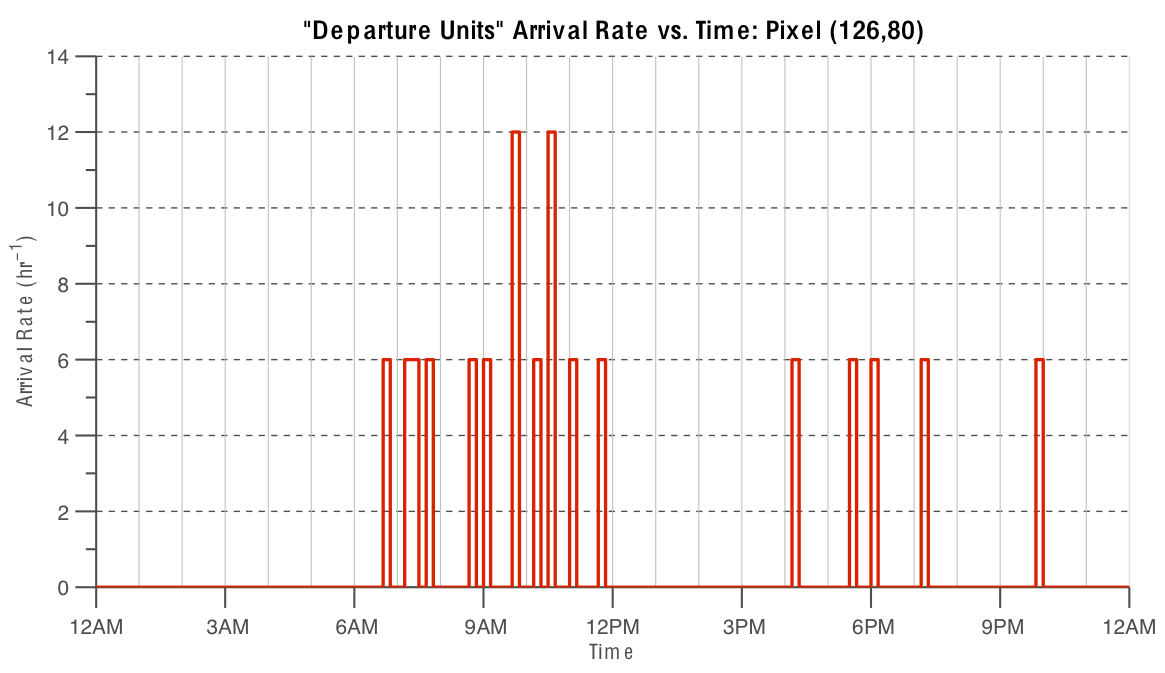 "Departure Units" Arrival Rate vs. Time: Pixel (126,80)
14
12
10
8
6
4
2
0
Arrival Rate (hr⁻¹)
12AM 3AM 6AM 9AM 12PM 3PM 6PM 9PM 12AM
Time